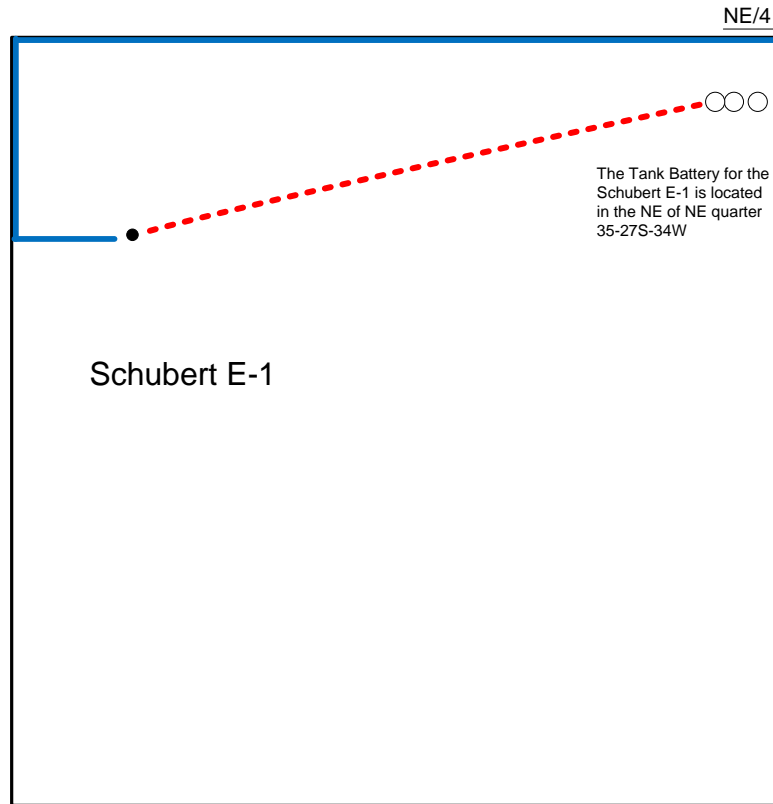 NE/4
The Tank Battery for the
Schubert E-1 is located
in the NE of NE quarter
35-27S-34W
Schubert E-1